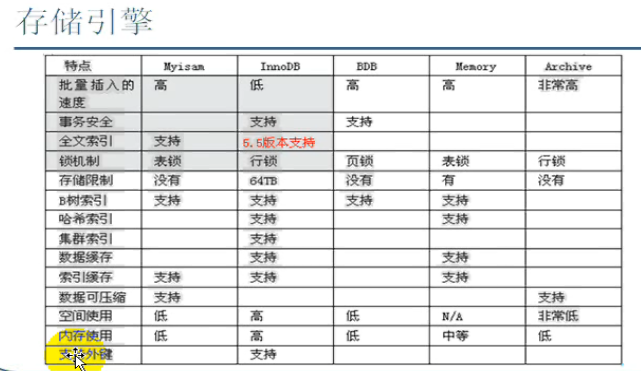 存储引擎
特点 Myisam InnoDB BDB Memory Archive
批量插入的速度 高 低 高 高 非常高
事务安全 支持 支持
全文索引 支持 5.5版本支持
锁机制 表锁 行锁 页锁 表锁 行锁
存储限制 没有 64TB 没有 有 没有
B树索引 支持 支持 支持 支持
哈希索引 支持 支持
集群索引 支持
数据缓存 支持 支持
索引缓存 支持 支持 支持
数据可压缩 支持 支持
空间使用 低 高 低 N/A 非常低
内存使用 低 高 低 中等 低
支持外键 支持